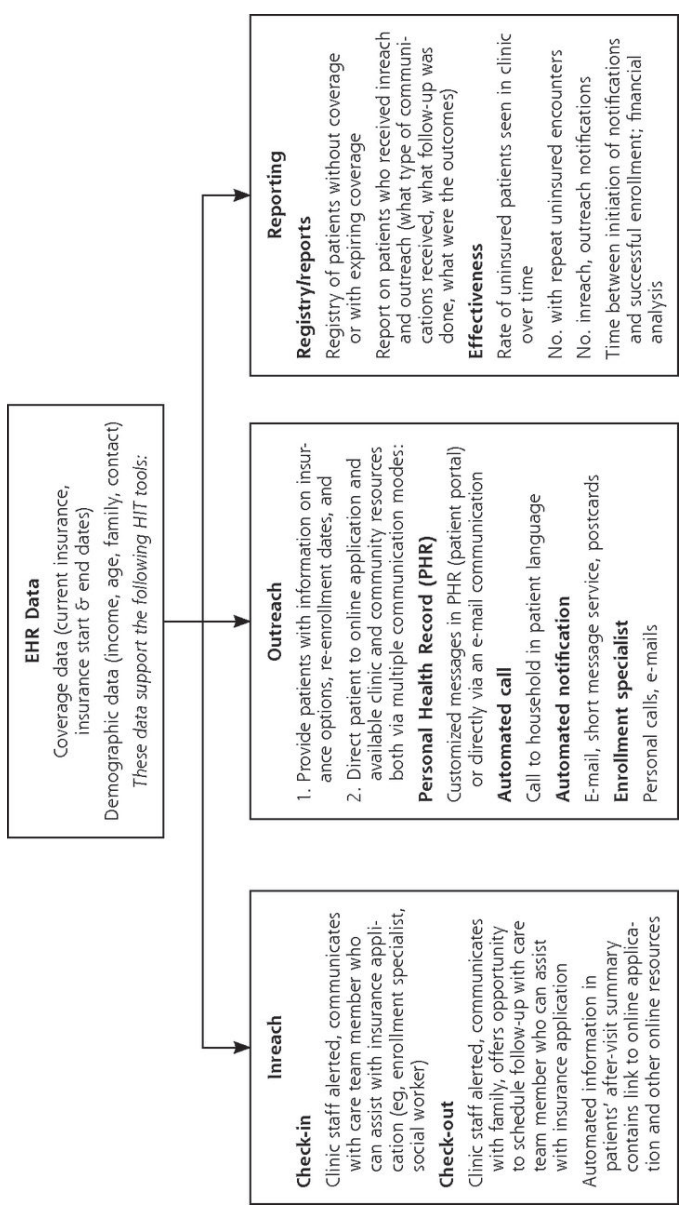 EHR Data
Coverage data (current insurance,
insurance start & end dates)
Demographic data (income, age, family, contact)
These data support the following HIT tools:
Inreach
Check-in
Clinic staff alerted, communicates
with care team member who
can assist with insurance appli-
cation (eg, enrollment specialist,
social worker)
Check-out
Clinic staff alerted, communicates
with family, offers opportunity
to schedule follow-up with care
team member who can assist
with insurance application
Automated information in
patients’ after-visit summary
contains link to online applica-
tion and other online resources
Outreach
1. Provide patients with information on insur-
ance options, re-enrollment dates, and
2. Direct patient to online application and
available clinic and community resources
both via multiple communication modes:
Personal Health Record (PHR)
Customized messages in PHR (patient portal)
or directly via an e-mail communication
Automated call
Call to household in patient language
Automated notification
E-mail, short message service, postcards
Enrollment specialist
Personal calls, e-mails
Reporting
Registry/reports
Registry of patients without coverage
or with expiring coverage
Report on patients who received inreach
and outreach (what type of communi-
cations received, what follow-up was
done, what were the outcomes)
Effectiveness
Rate of uninsured patients seen in clinic
over time
No. with repeat uninsured encounters
No. inreach, outreach notifications
Time between initiation of notifications
and successful enrollment; financial
analysis